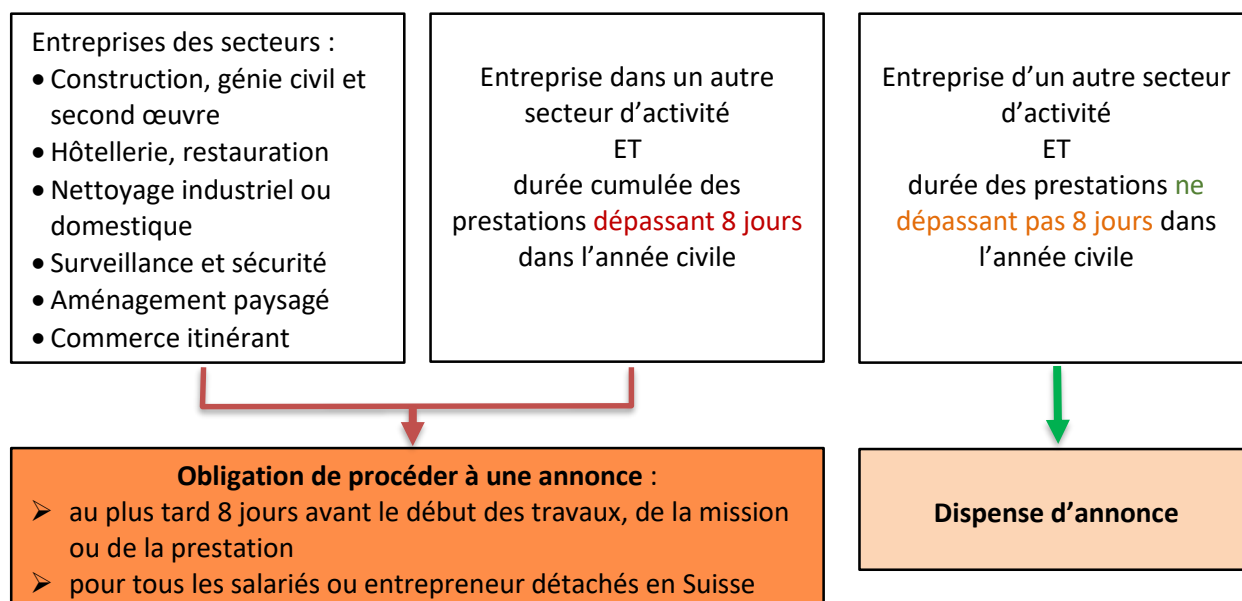 Entreprises des secteurs :
• Construction, génie civil et
second œuvre
• Hôtellerie, restauration
• Nettoyage industriel ou
domestique
• Surveillance et sécurité
• Aménagement paysagé
• Commerce itinérant
Entreprise dans un autre
secteur d’activité
ET
durée cumulée des
prestations dépassant 8 jours
dans l’année civile
Entreprise d’un autre secteur
d’activité
ET
durée des prestations ne
dépassant pas 8 jours dans
l’année civile
Obligation de procéder à une annonce :
➢ au plus tard 8 jours avant le début des travaux, de la mission
ou de la prestation
➢ pour tous les salariés ou entrepreneur détachés en Suisse
Dispense d’annonce